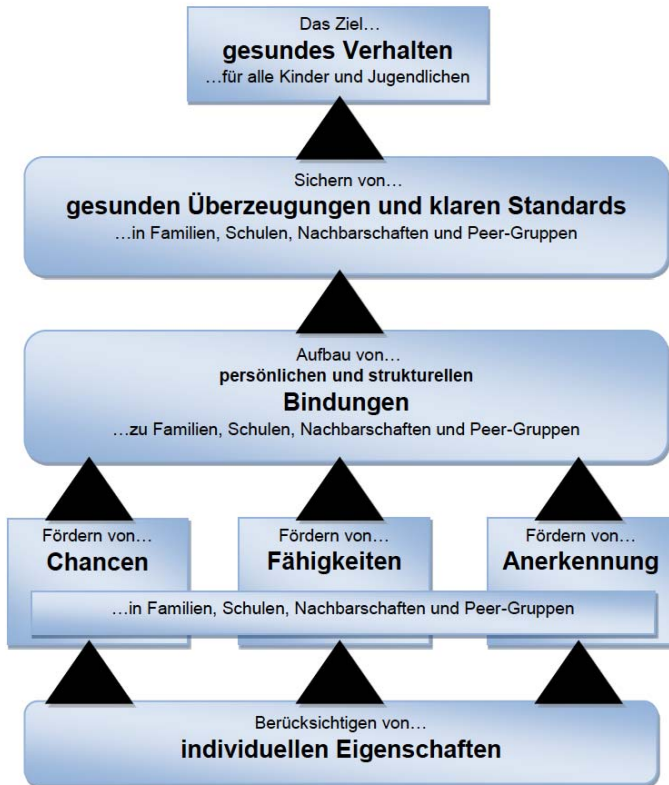 Das Ziel…
gesundes Verhalten
…für alle Kinder und Jugendlichen
Sichern von…
gesunden Überzeugungen und klaren Standards
…in Familien, Schulen, Nachbarschaften und Peer-Gruppen
Aufbau von…
persönlichen und strukturellen
Bindungen
…zu Familien, Schulen, Nachbarschaften und Peer-Gruppen
Fördern von…
Chancen
Fördern von…
Fähigkeiten
Fördern von…
Anerkennung
…in Familien, Schulen, Nachbarschaften und Peer-Gruppen
Berücksichtigen von…
individuellen Eigenschaften